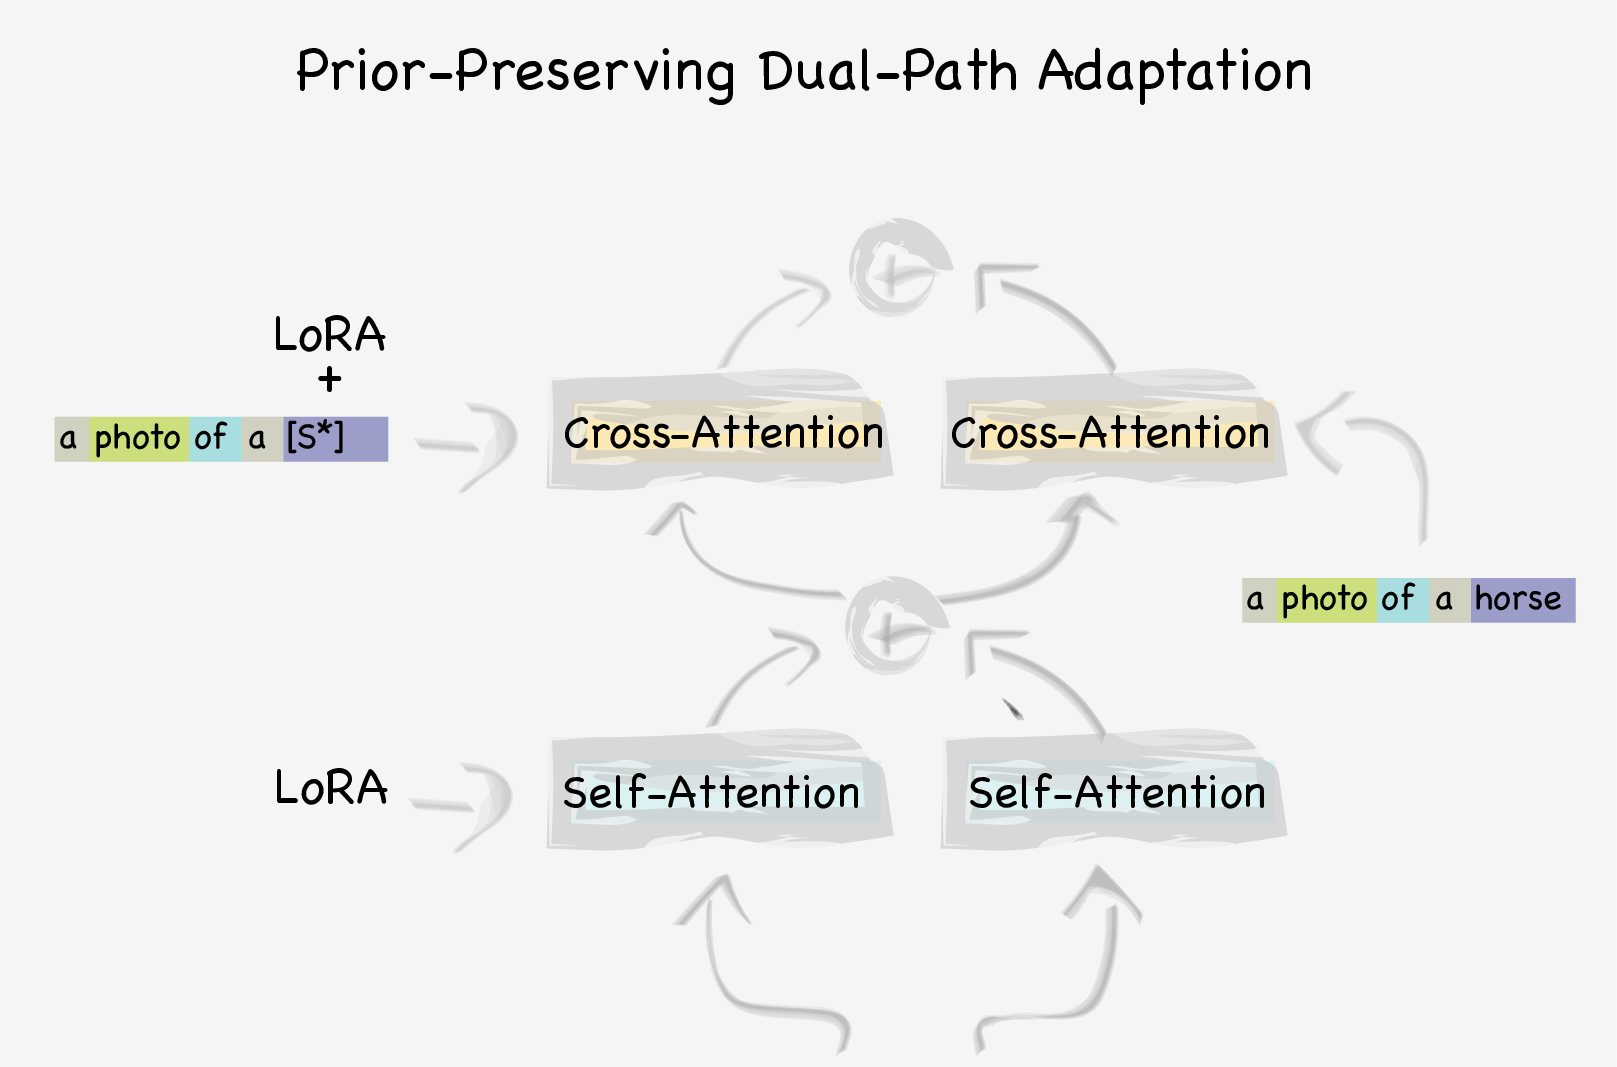 Prior-Preserving Dual-Path Adaptation
+
LoRA
+
a photo of a [S*]
Cross-Attention
Cross-Attention
a photo of a horse
+
LoRA
Self-Attention
Self-Attention